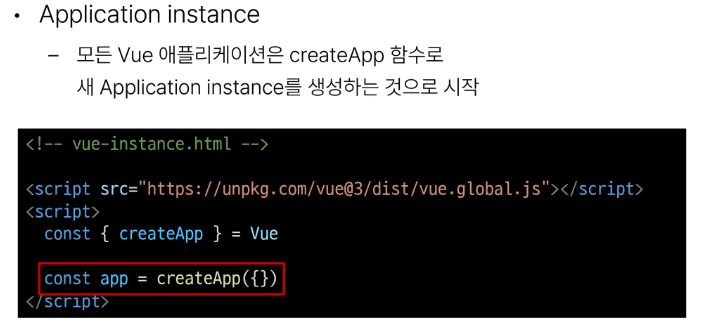 • Application instance
– 모든 Vue 애플리케이션은 createApp 함수로
새 Application instance를 생성하는 것으로 시작
<!-- vue-instance.html -->
<script src="https://unpkg.com/vue@3/dist/vue.global.js"></script>
<script>
const { createApp } = Vue
const app = createApp({})
</script>